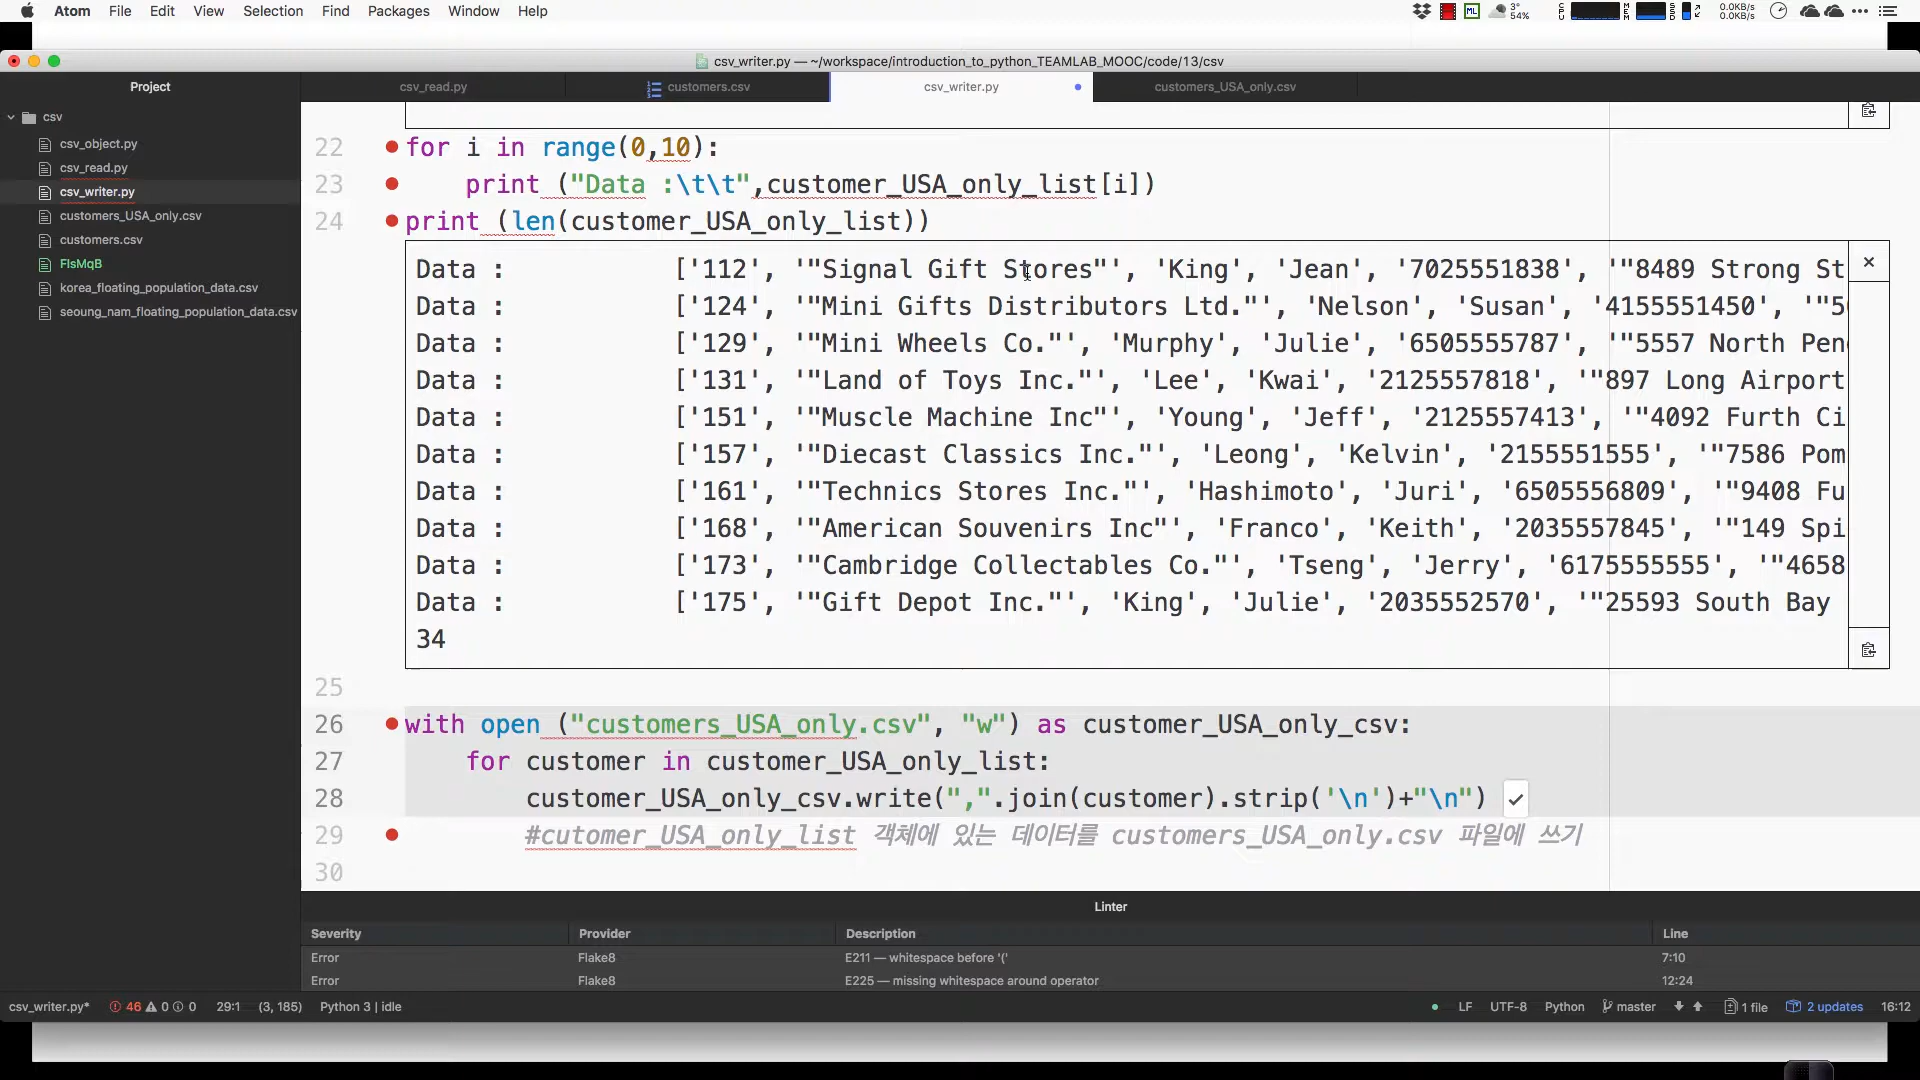 Atom File Edit View Selection Find Packages Window Help
3° 54% 0.0KB/s 0.0KB/s
csv_writer.py — ~/workspace/introduction_to_python_TEAMLAB_MOOC/code/13/csv
Project
csv_read.py customers.csv csv_writer.py customers_USA_only.csv
csv
csv_object.py
csv_read.py
csv_writer.py
customers_USA_only.csv
customers.csv
FIsMqB
korea_floating_population_data.csv
seoung_nam_floating_population_data.csv
22 for i in range(0,10):
23 print ("Data :\t\t",customer_USA_only_list[i])
24 print (len(customer_USA_only_list))
Data : ['112', '"Signal Gift Stores"', 'King', 'Jean', '7025551838', '"8489 Strong St
Data : ['124', '"Mini Gifts Distributors Ltd."', 'Nelson', 'Susan', '4155551450', '"5
Data : ['129', '"Mini Wheels Co."', 'Murphy', 'Julie', '6505555787', '"5557 North Pen
Data : ['131', '"Land of Toys Inc."', 'Lee', 'Kwai', '2125557818', '"897 Long Airport
Data : ['151', '"Muscle Machine Inc"', 'Young', 'Jeff', '2125557413', '"4092 Furth Ci
Data : ['157', '"Diecast Classics Inc."', 'Leong', 'Kelvin', '2155551555', '"7586 Pom
Data : ['161', '"Technics Stores Inc."', 'Hashimoto', 'Juri', '6505556809', '"9408 Fu
Data : ['168', '"American Souvenirs Inc"', 'Franco', 'Keith', '2035557845', '"149 Spi
Data : ['173', '"Cambridge Collectables Co."', 'Tseng', 'Jerry', '6175555555', '"4658
Data : ['175', '"Gift Depot Inc."', 'King', 'Julie', '2035552570', '"25593 South Bay
34
25
26 with open ("customers_USA_only.csv", "w") as customer_USA_only_csv:
27 for customer in customer_USA_only_list:
28 customer_USA_only_csv.write(",".join(customer).strip('\n')+"\n")
29 #cutomer_USA_only_list 객체에 있는 데이터를 customers_USA_only.csv 파일에 쓰기
30
Linter
Severity Provider Description Line
Error Flake8 E211 — whitespace before '(' 7:10
Error Flake8 E225 — missing whitespace around operator 12:24
csv_writer.py* 46 0 0 29:1 (3, 185) Python 3 | idle LF UTF-8 Python master 1 file 2 updates 16:12